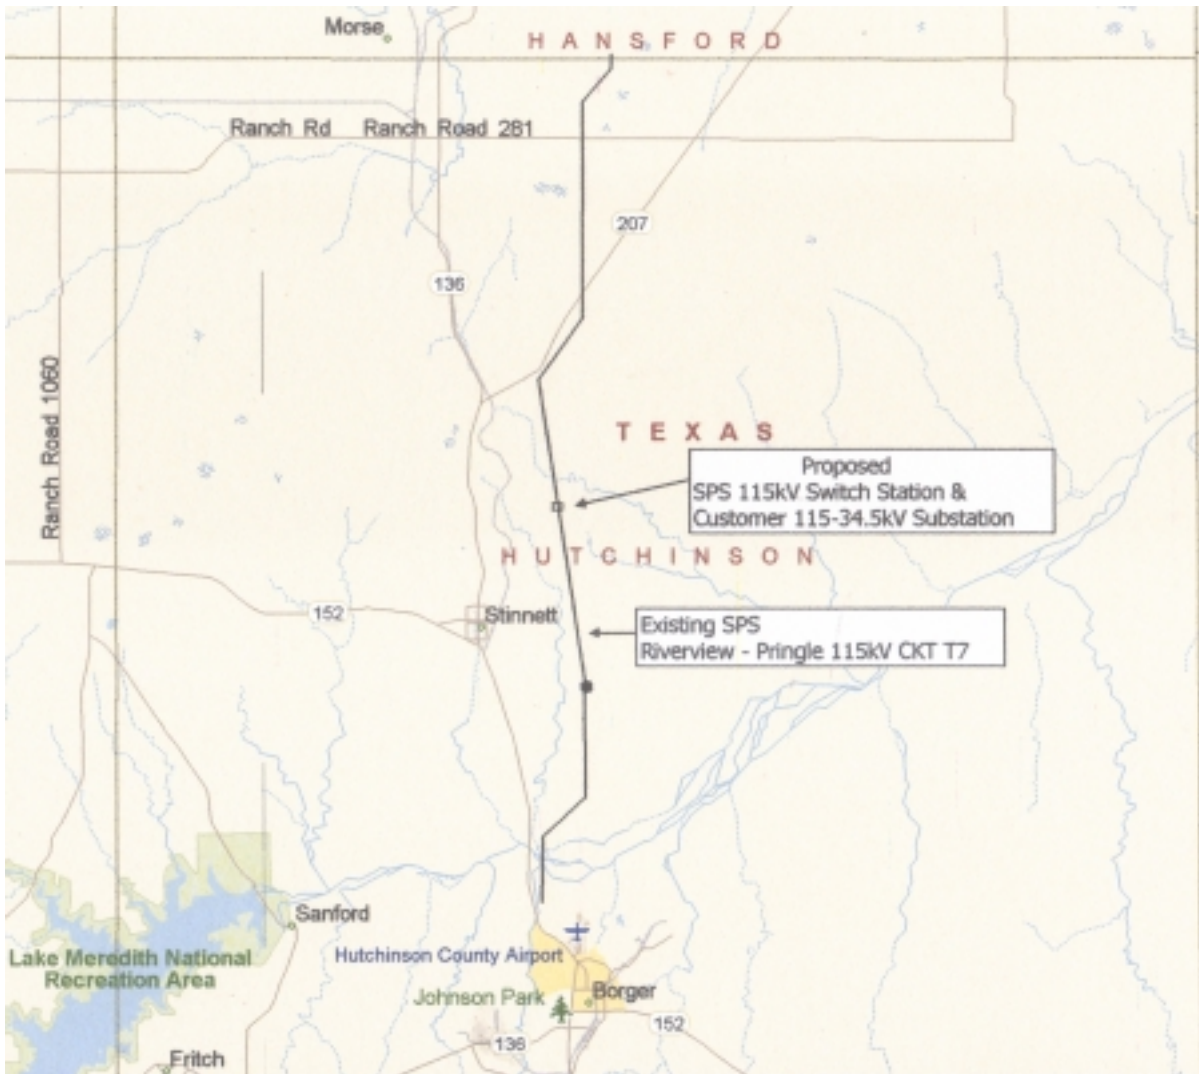 Morse
HANSFORD
Ranch Rd Ranch Road 281
207
136
Ranch Road 1060
TEXAS
Proposed
SPS 115kV Switch Station &
Customer 115-34.5kV Substation
HUTCHINSON
152
Stinnett
Existing SPS
Riverview - Pringle 115kV CKT T7
Sanford
Lake Meredith National
Recreation Area
Hutchinson County Airport
Johnson Park
Borger
152
136
Fritch